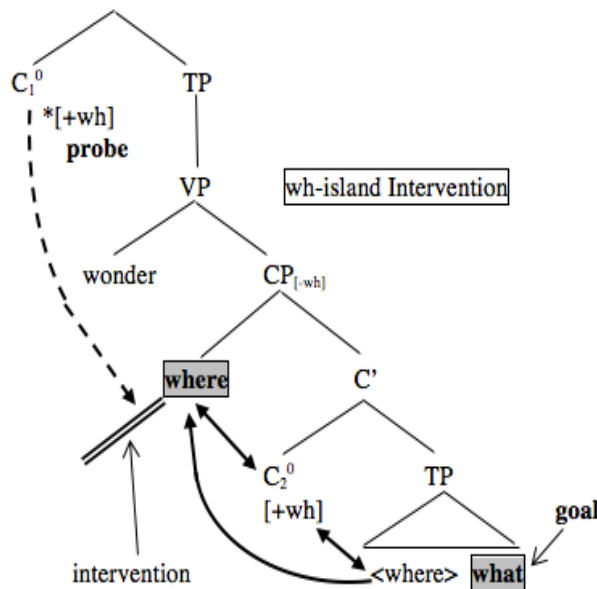 C₁⁰ TP
*[+wh]
probe
VP
wh-island Intervention
wonder CP[-wh]
where C’
C₂⁰ TP
[+wh] goal
intervention <where> what